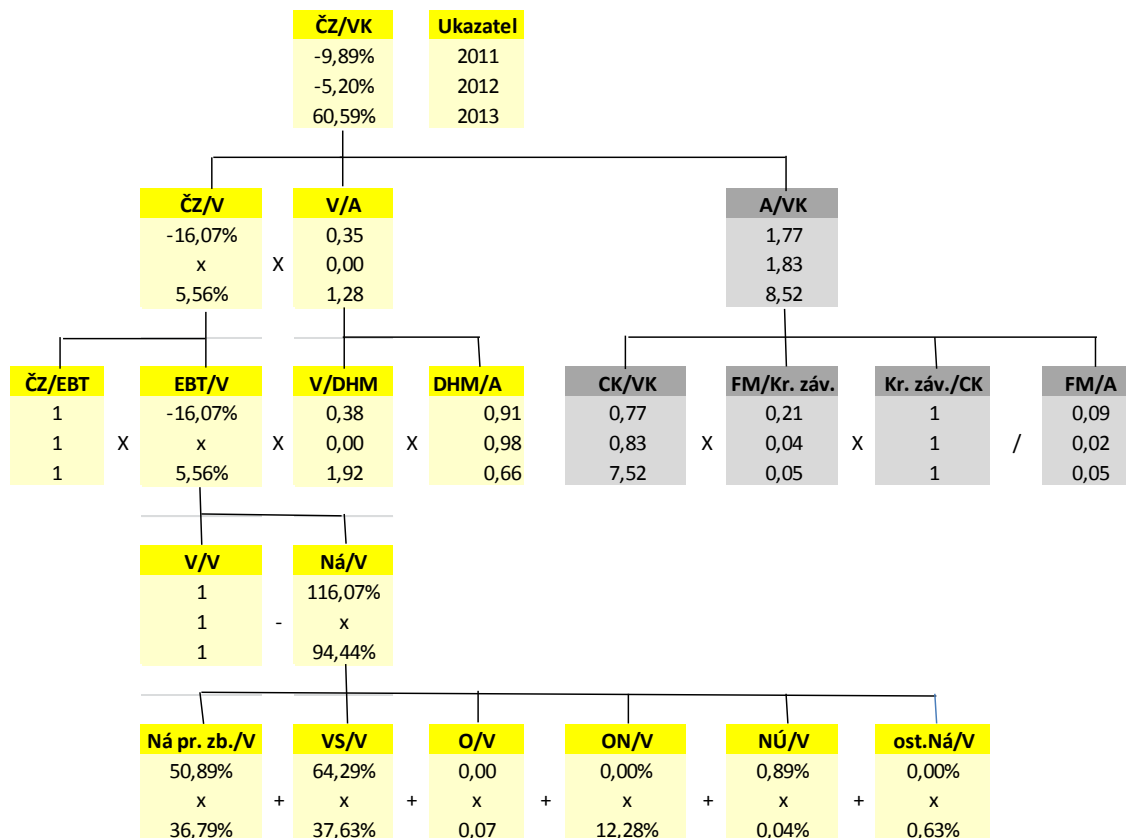 ČZ/VK Ukazatel
-9,89% 2011
-5,20% 2012
60,59% 2013
ČZ/V V/A A/VK
-16,07% 0,35 1,77
x X 0,00 1,83
5,56% 1,28 8,52
ČZ/EBT EBT/V V/DHM DHM/A CK/VK FM/Kr. záv. Kr. záv./CK FM/A
1 -16,07% 0,38 0,91 0,77 0,21 1 0,09
1 X x X 0,00 X 0,98 0,83 X 0,04 X 1 / 0,02
1 5,56% 1,92 0,66 7,52 0,05 1 0,05
V/V Ná/V
1 116,07%
1 - x
1 94,44%
Ná pr. zb./V VS/V O/V ON/V NÚ/V ost.Ná/V
50,89% 64,29% 0,00 0,00% 0,89% 0,00%
x + x + x + x + x + x
36,79% 37,63% 0,07 12,28% 0,04% 0,63%